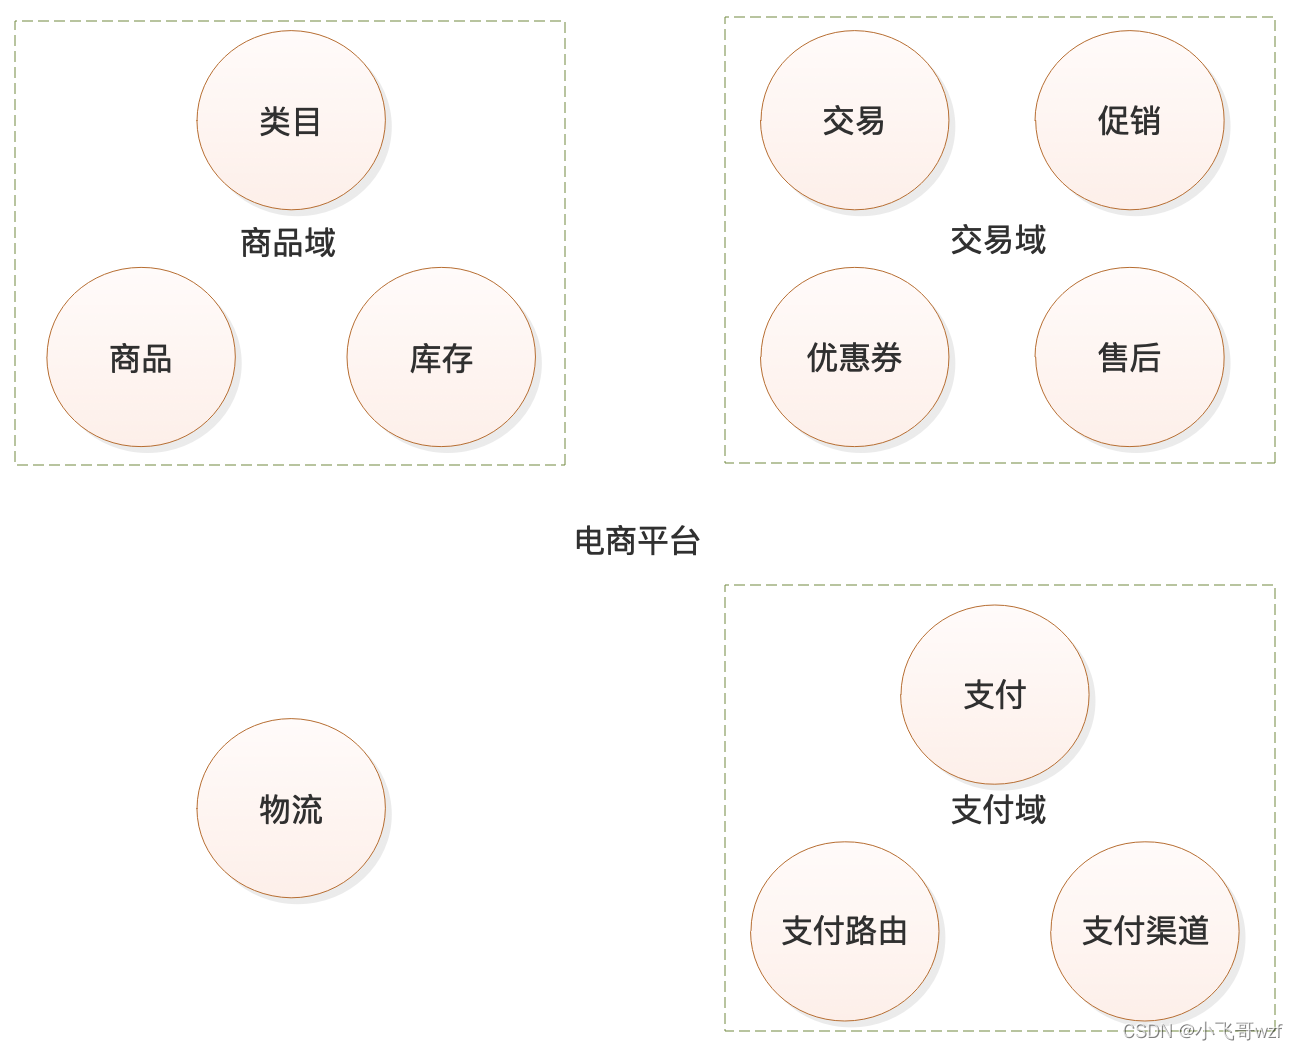 类目
商品域
商品
库存
交易
促销
交易域
优惠券
售后
电商平台
物流
支付
支付域
支付路由
支付渠道
CSDN @小飞哥wzf